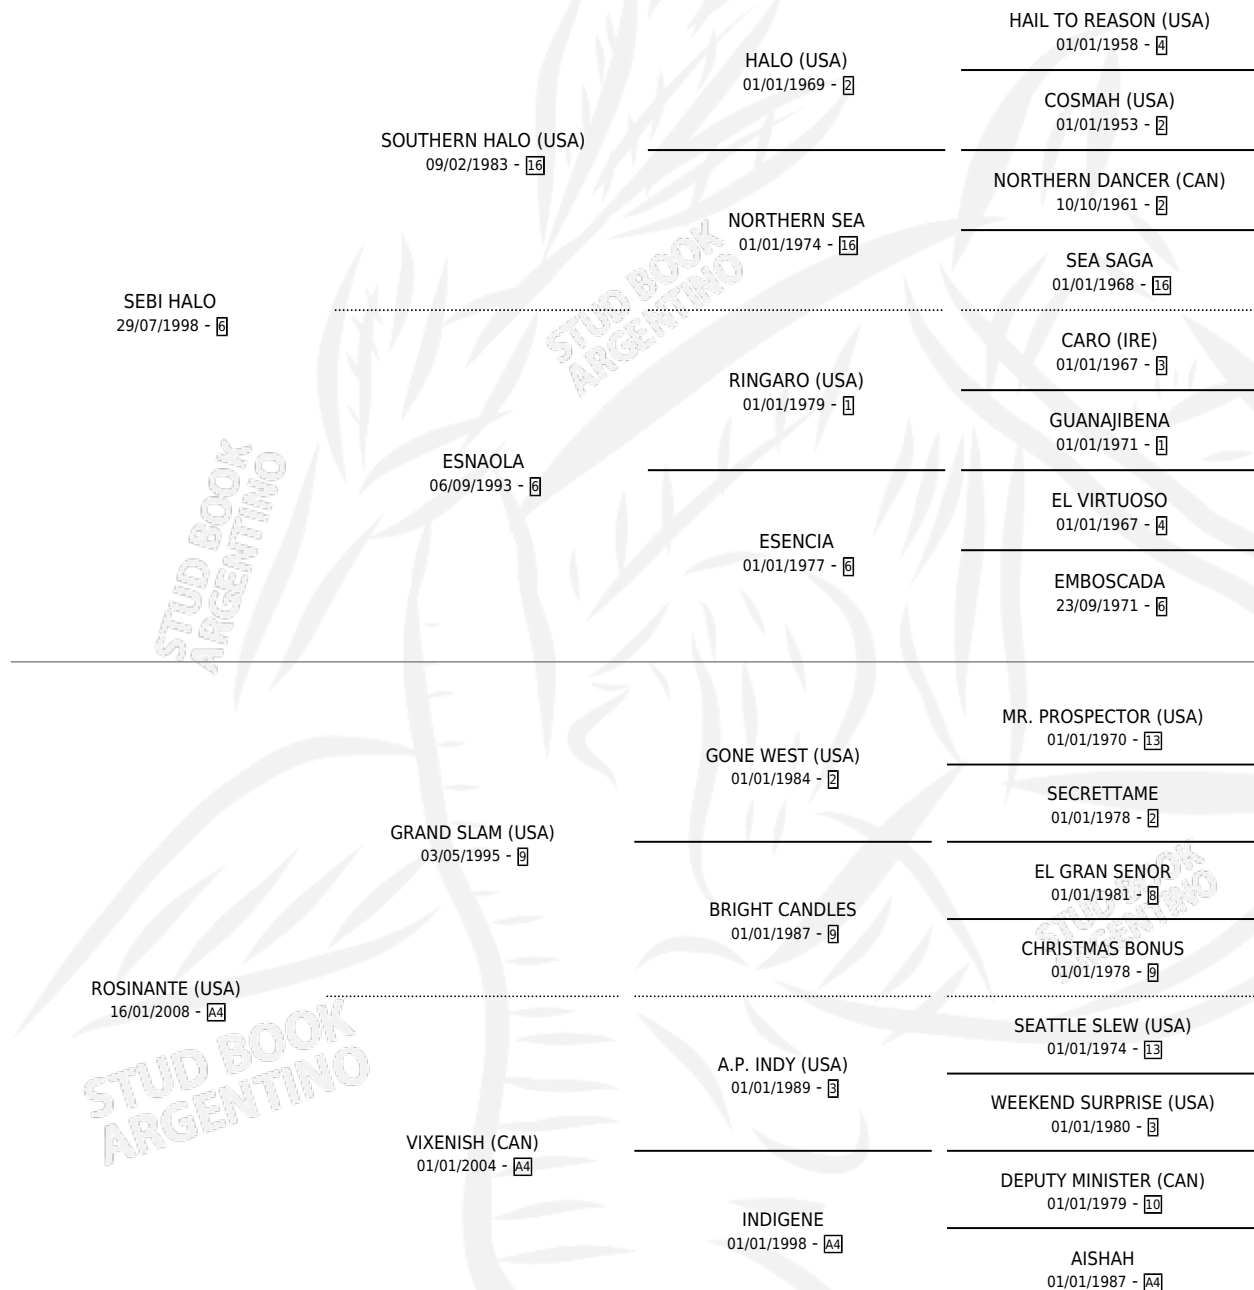 HAIL TO REASON (USA)
01/01/1958 - 4
HALO (USA)
01/01/1969 - 2
COSMAH (USA)
01/01/1953 - 2
SOUTHERN HALO (USA)
09/02/1983 - 16
NORTHERN DANCER (CAN)
10/10/1961 - 2
NORTHERN SEA
01/01/1974 - 16
SEA SAGA
01/01/1968 - 16
SEBI HALO
29/07/1998 - 6
STUD BOOK
ARGENTINO
CARO (IRE)
01/01/1967 - 3
RINGARO (USA)
01/01/1979 - 1
GUANAJIBENA
01/01/1971 - 1
ESNAOLA
06/09/1993 - 6
EL VIRTUOSO
01/01/1967 - 4
ESENCIA
01/01/1977 - 6
EMBOSCADA
23/09/1971 - 6
STUD BOOK
ARGENTINO
MR. PROSPECTOR (USA)
01/01/1970 - 13
GONE WEST (USA)
01/01/1984 - 2
SECRETTAME
01/01/1978 - 2
GRAND SLAM (USA)
03/05/1995 - 9
EL GRAN SENOR
01/01/1981 - 8
BRIGHT CANDLES
01/01/1987 - 9
STUD BOOK
ARGENTINO
CHRISTMAS BONUS
01/01/1978 - 9
ROSINANTE (USA)
16/01/2008 - A4
SEATTLE SLEW (USA)
01/01/1974 - 13
A.P. INDY (USA)
01/01/1989 - 3
STUD BOOK
ARGENTINO
WEEKEND SURPRISE (USA)
01/01/1980 - 3
VIXENISH (CAN)
01/01/2004 - A4
DEPUTY MINISTER (CAN)
01/01/1979 - 10
INDIGENE
01/01/1998 - A4
AISHAH
01/01/1987 - A4